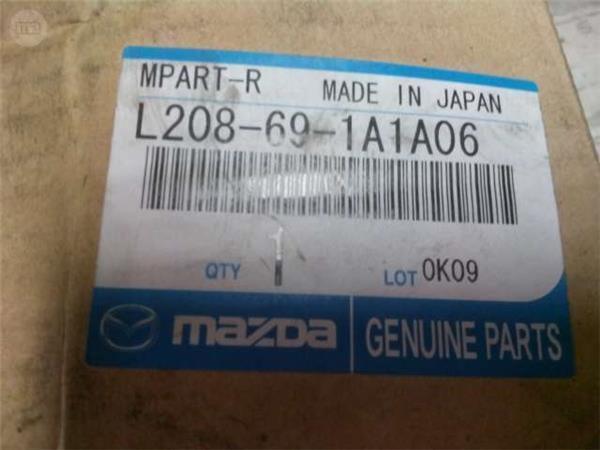 MPART-R MADE IN JAPAN
L208-69-1A1A06
QTY 1 LOT 0K09
mazda GENUINE PARTS